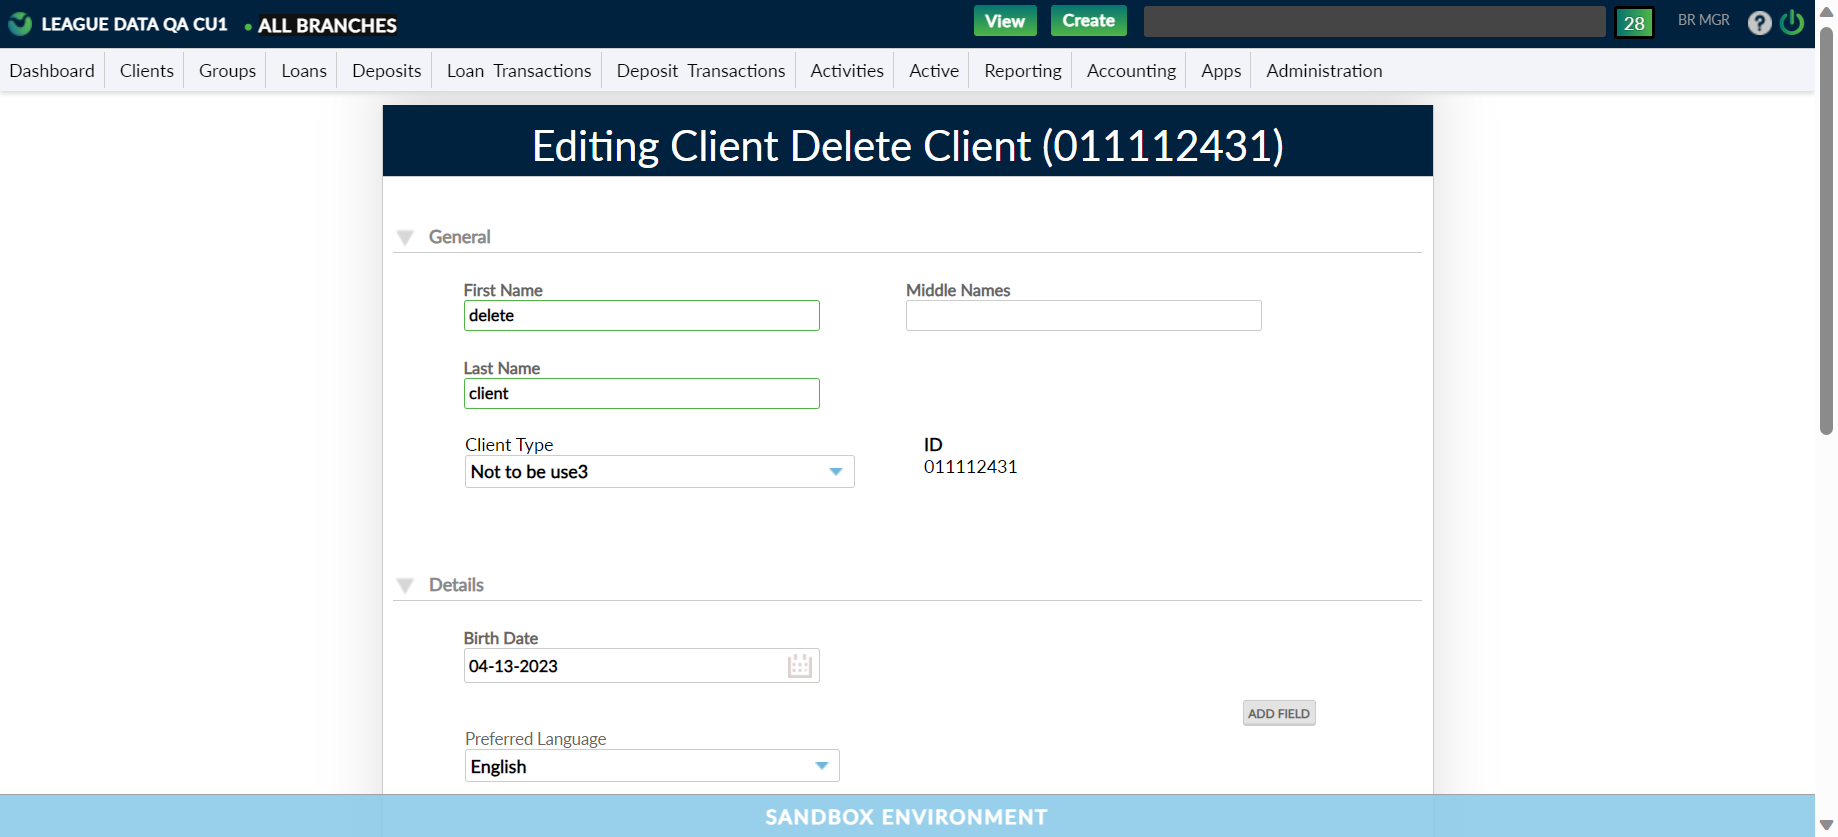 LEAGUE DATA QA CU1 • ALL BRANCHES
View
Create
28
BR MGR
?
Dashboard
Clients
Groups
Loans
Deposits
Loan Transactions
Deposit Transactions
Activities
Active
Reporting
Accounting
Apps
Administration
Editing Client Delete Client (011112431)
General
First Name
delete
Middle Names
Last Name
client
Client Type
Not to be use3
ID
011112431
Details
Birth Date
04-13-2023
ADD FIELD
Preferred Language
English
SANDBOX ENVIRONMENT